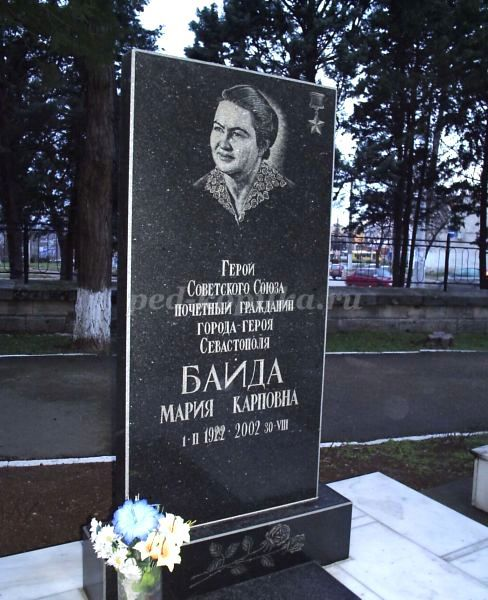 Герой
Советского Союза
почетный гражданин
города-героя
Севастополя
БАЙДА
МАРИЯ КАРПОВНА
1-II 1922 - 2002 30-VIII